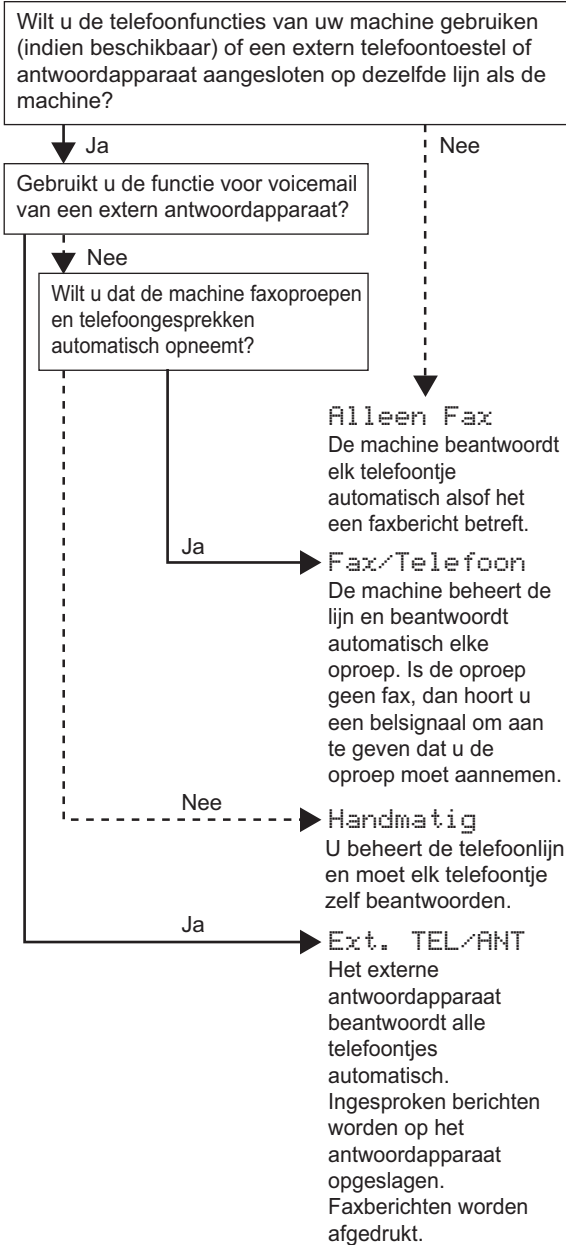 Wilt u de telefoonfuncties van uw machine gebruiken
(indien beschikbaar) of een extern telefoontoestel of
antwoordapparaat aangesloten op dezelfde lijn als de
machine?
Ja
Nee
Gebruikt u de functie voor voicemail
van een extern antwoordapparaat?
Nee
Wilt u dat de machine faxoproepen
en telefoongesprekken
automatisch opneemt?
Alleen Fax
De machine beantwoordt
elk telefoontje
automatisch alsof het
een faxbericht betreft.
Ja
Fax/Telefoon
De machine beheert de
lijn en beantwoordt
automatisch elke
oproep. Is de oproep
geen fax, dan hoort u
een belsignaal om aan
te geven dat u de
oproep moet aannemen.
Nee
Handmatig
U beheert de telefoonlijn
en moet elk telefoontje
zelf beantwoorden.
Ja
Ext. TEL/ANT
Het externe
antwoordapparaat
beantwoordt alle
telefoontjes
automatisch.
Ingesproken berichten
worden op het
antwoordapparaat
opgeslagen.
Faxberichten worden
afgedrukt.